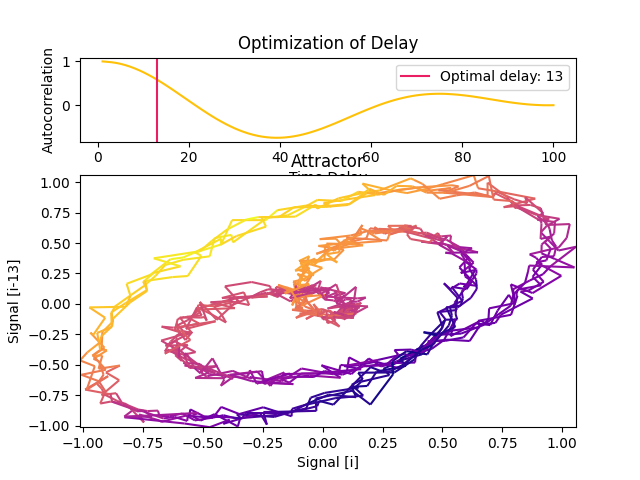 Optimization of Delay
Autocorrelation
1
0
Optimal delay: 13
0 20 40 60 80 100
Attractor
Signal [i-13]
1.00
0.75
0.50
0.25
0.00
−0.25
−0.50
−0.75
−1.00
−1.00 −0.75 −0.50 −0.25 0.00 0.25 0.50 0.75 1.00
Signal [i]